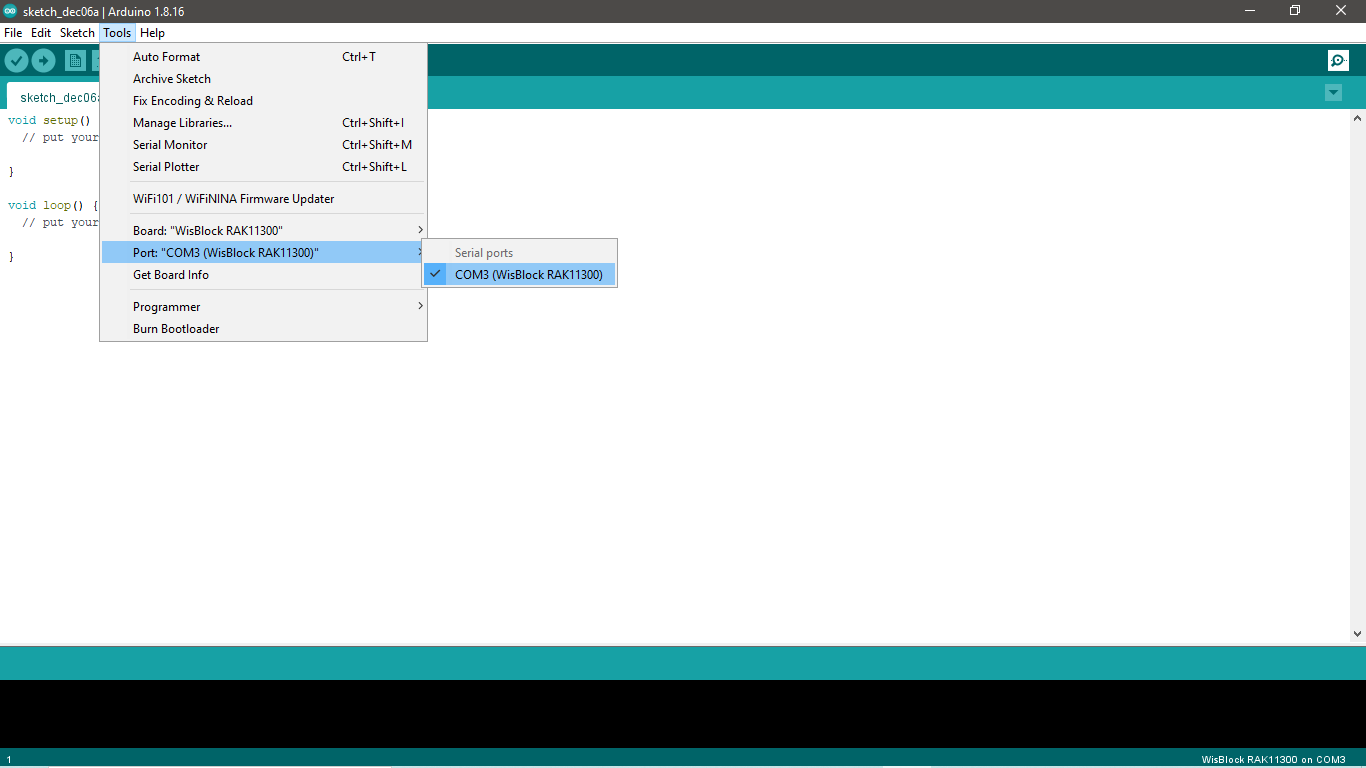 sketch_dec06a | Arduino 1.8.16
File Edit Sketch Tools Help
Auto Format Ctrl+T
Archive Sketch
Fix Encoding & Reload
Manage Libraries... Ctrl+Shift+I
Serial Monitor Ctrl+Shift+M
Serial Plotter Ctrl+Shift+L
WiFi101 / WiFiNINA Firmware Updater
Board: "WisBlock RAK11300"
Port: "COM3 (WisBlock RAK11300)"
Get Board Info
Programmer
Burn Bootloader
Serial ports
COM3 (WisBlock RAK11300)
sketch_dec06a
void setup()
// put your
}
void loop() {
// put your
}
1
WisBlock RAK11300 on COM3